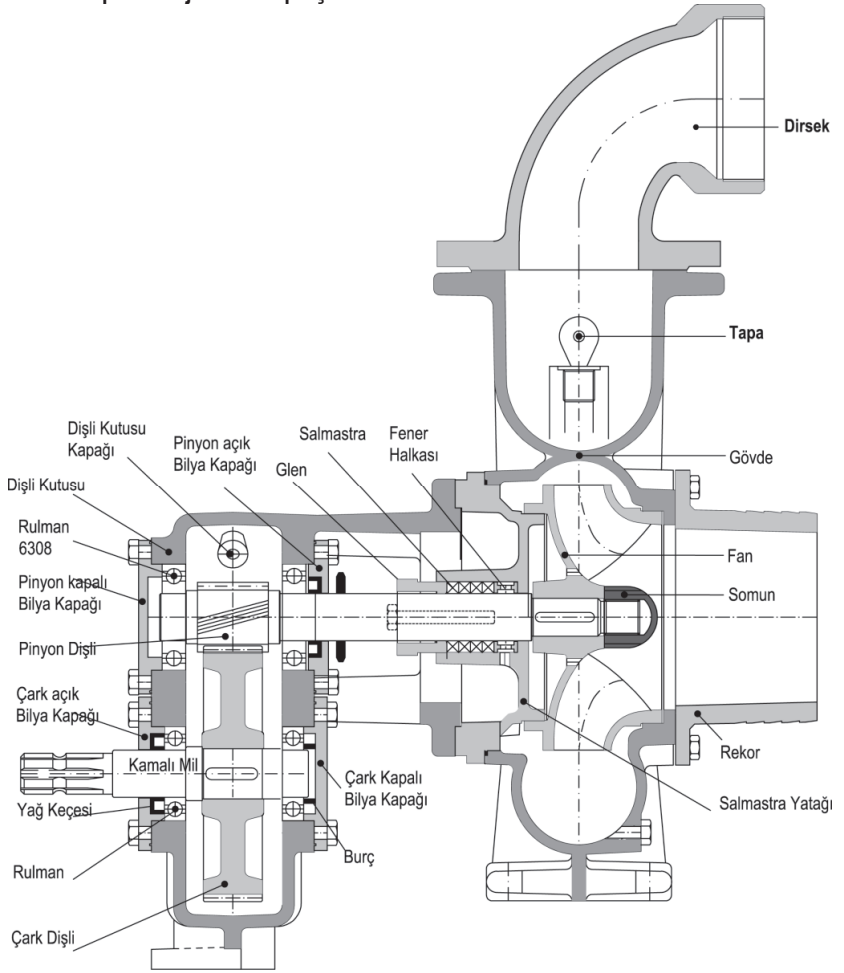 Dirsek
Tapa
Dişli Kutusu
Kapağı
Pinyon açık
Bilya Kapağı
Salmastra
Fener
Halkası
Glen
Gövde
Dişli Kutusu
Rulman
6308
Fan
Pinyon kapalı
Bilya Kapağı
Somun
Pinyon Dişli
Çark açık
Bilya Kapağı
Rekor
Kamalı Mil
Çark Kapalı
Bilya Kapağı
Salmastra Yatağı
Yağ Keçesi
Burç
Rulman
Çark Dişli